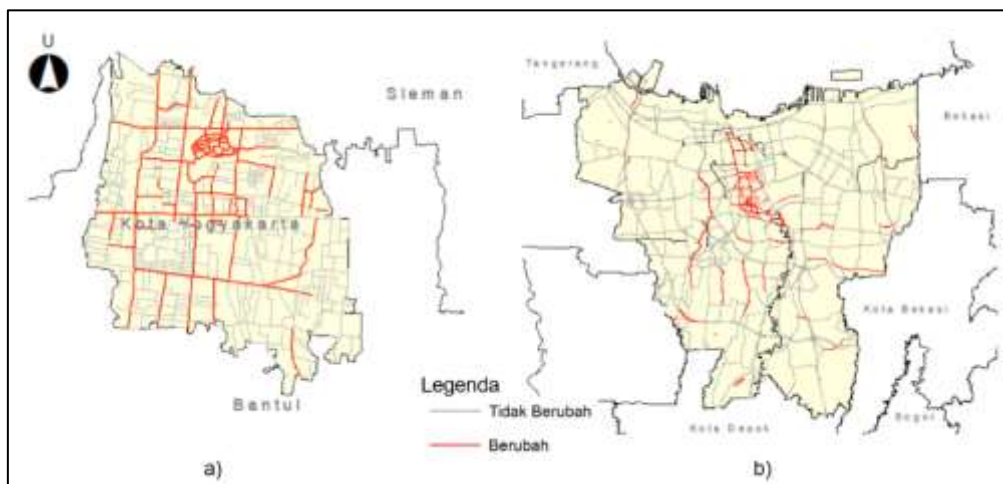 U
Sleman
Kota Yogyakarta
Bantul
a)
Tangerang
Bekasi
Kota Bekasi
Bogor
Kota Depok
b)
Legenda
Tidak Berubah
Berubah